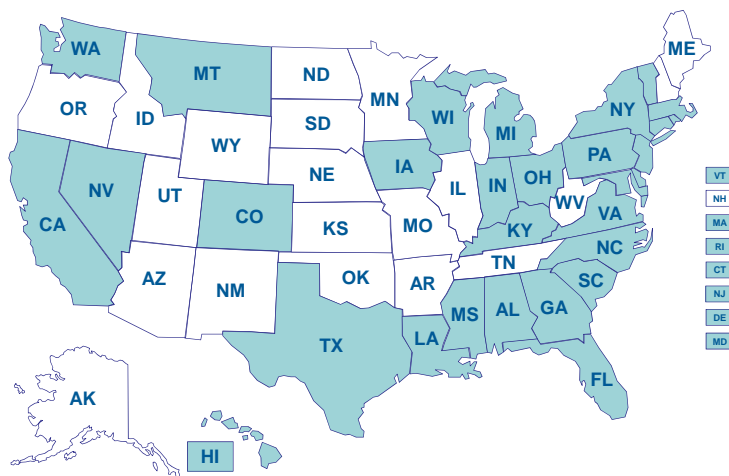 ME
WA
MT
ND
MN
OR
ID
SD
WI
NY
MI
WY
IA
PA
NE
OH
IN
IL
NV
UT
CO
WV
VA
CA
KS
MO
KY
NC
TN
AZ
NM
OK
AR
SC
MS
AL
GA
LA
TX
FL
AK
HI
VT
NH
MA
RI
CT
NJ
DE
MD